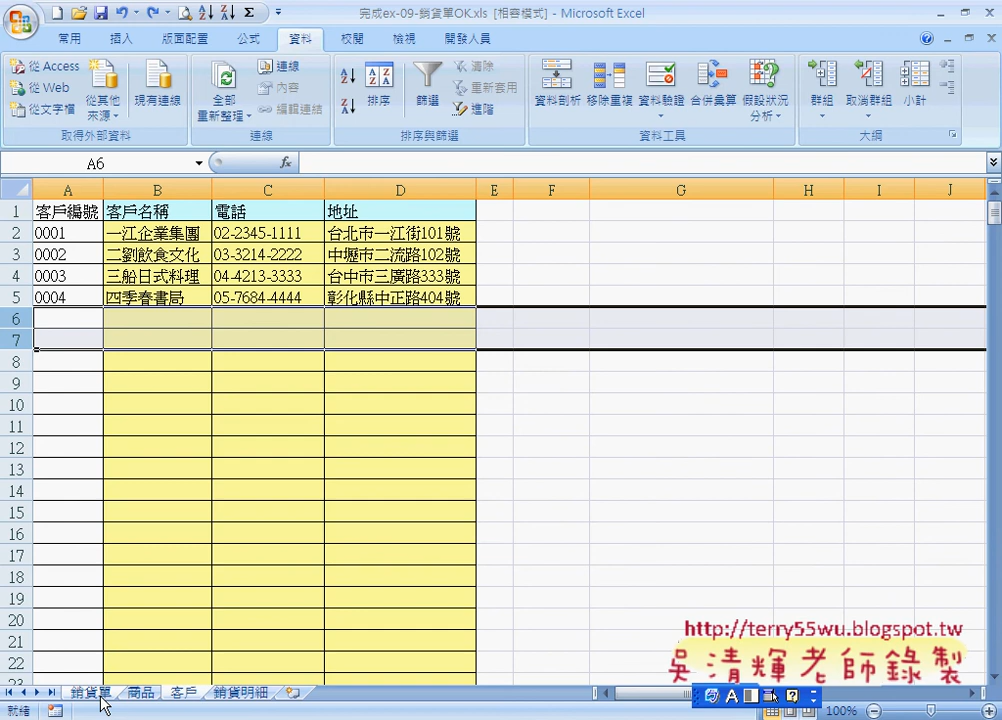 完成ex-09-銷貨單OK.xls [相容模式] - Microsoft Excel
常用 插入 版面配置 公式 資料 校閱 檢視 開發人員
從 Access
從 Web
從文字檔
從其他
來源
現有連線
取得外部資料
全部
重新整理
連線
內容
編輯連結
連線
排序
篩選
清除
重新套用
進階
排序與篩選
資料剖析 移除重複 資料驗證 合併彙算 假設狀況
分析
資料工具
群組 取消群組 小計
大綱
A6
fx
A B C D E F G H I J
1 客戶編號 客戶名稱 電話 地址
2 0001 一江企業集團 02-2345-1111 台北市一江街101號
3 0002 二劉飲食文化 03-3214-2222 中壢市二流路102號
4 0003 三船日式料理 04-4213-3333 台中市三廣路333號
5 0004 四季春書局 05-7684-4444 彰化縣中正路404號
6
7
8
9
10
11
12
13
14
15
16
17
18
19
20
21
22
http://terry55wu.blogspot.tw
吳清輝老師錄製
銷貨單 商品 客戶 銷貨明細
就緒
100%